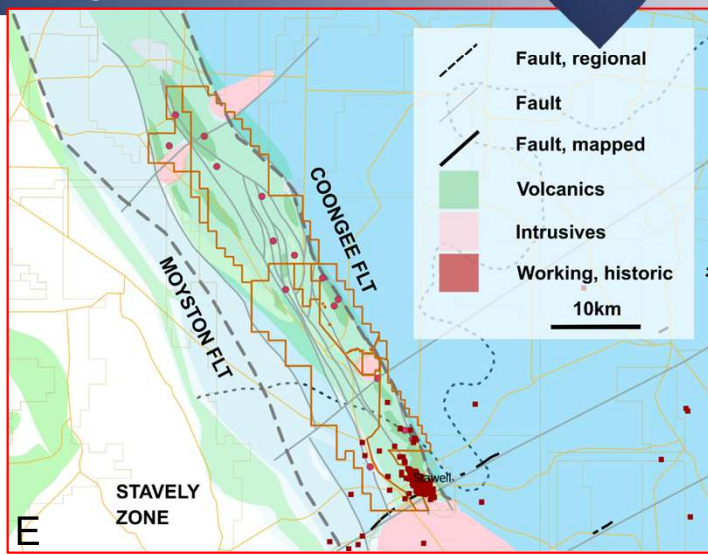 Fault, regional
Fault
Fault, mapped
Volcanics
Intrusives
Working, historic
10km
COONGEE FLT
MOYSTON FLT
Stawell
STAVELY
ZONE
E